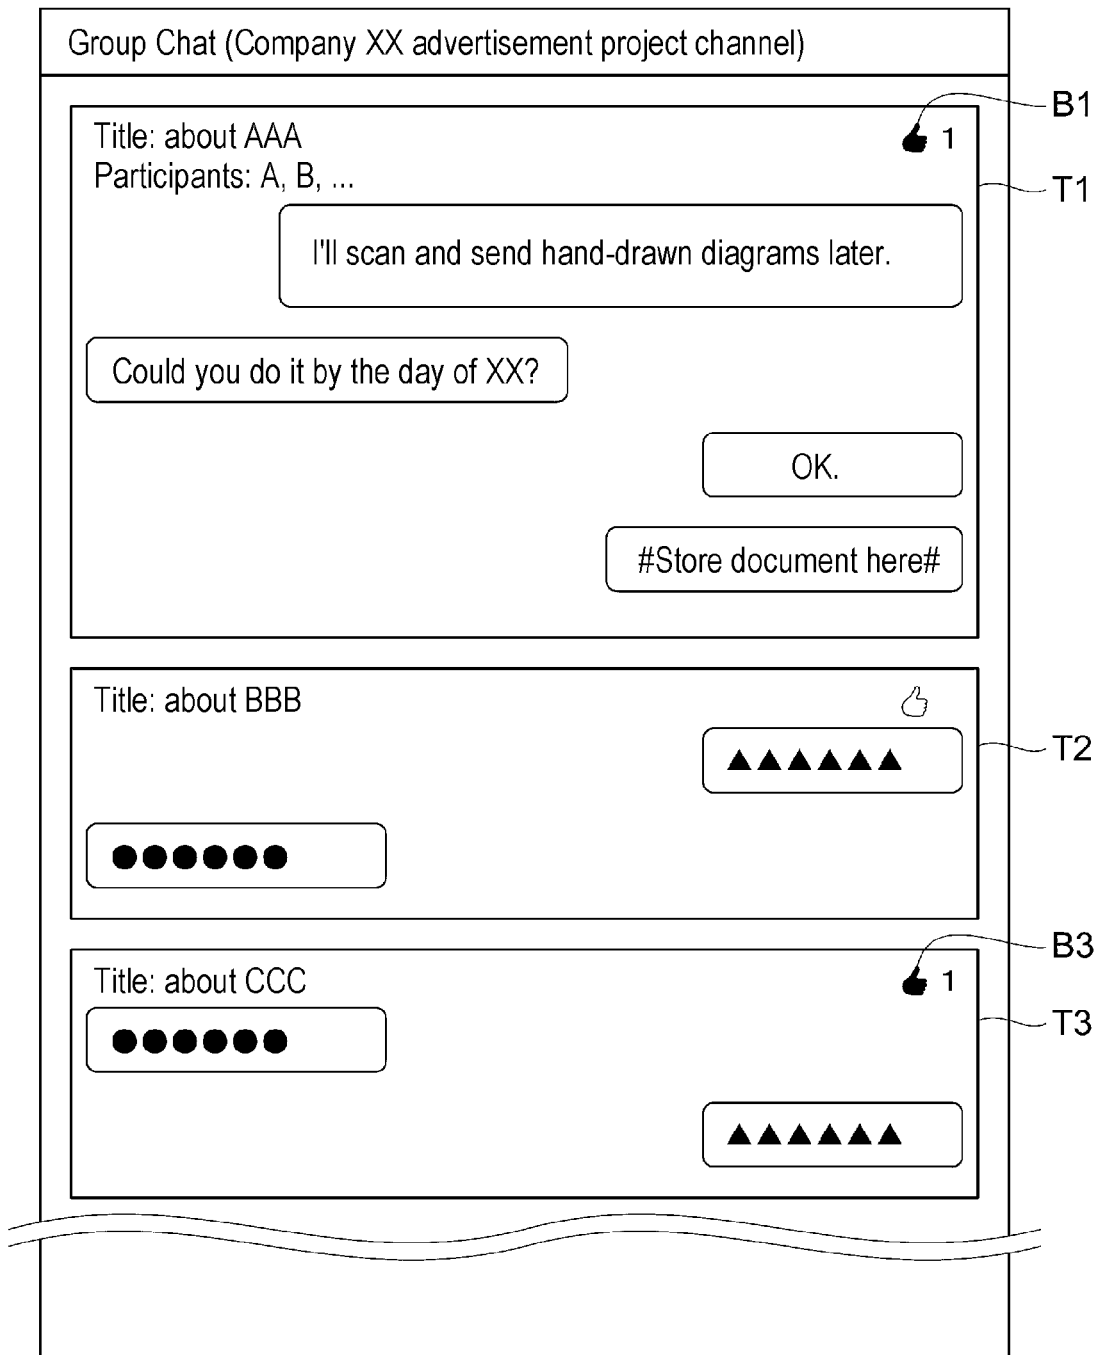 Group Chat (Company XX advertisement project channel)
B1
Title: about AAA
1
T1
Participants: A, B, ...
I'll scan and send hand-drawn diagrams later.
Could you do it by the day of XX?
OK.
#Store document here#
Title: about BBB
T2
▲▲▲▲▲▲
●●●●●●
B3
Title: about CCC
1
T3
●●●●●●
▲▲▲▲▲▲